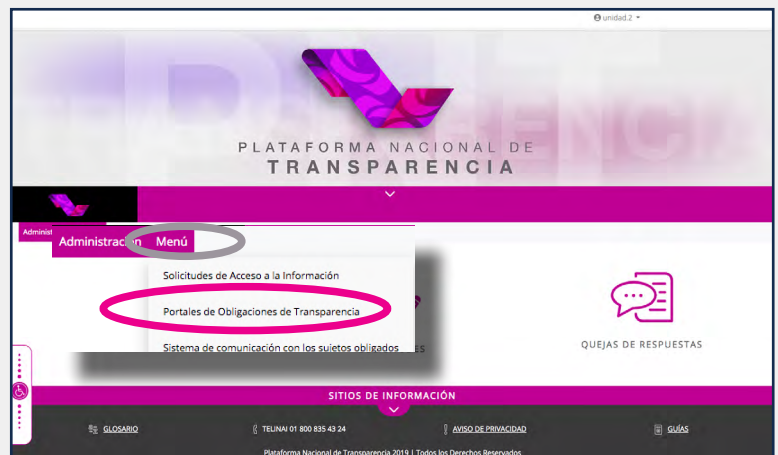 unidad.2
PLATAFORMA NACIONAL DE
TRANSPARENCIA
Administración Menú
Solicitudes de Acceso a la Información
Portales de Obligaciones de Transparencia
Sistema de comunicación con los sujetos obligados
QUEJAS DE RESPUESTAS
SITIOS DE INFORMACIÓN
GLOSARIO
TELINAI 01 800 835 43 24
AVISO DE PRIVACIDAD
GUÍAS
Plataforma Nacional de Transparencia 2019 | Todos los Derechos Reservados